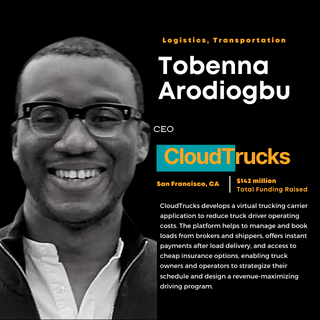 Logistics, Transportation
Tobenna
Arodiogbu
CEO
CloudTrucks
San Francisco, CA
$142 million
Total Funding Raised
CloudTrucks develops a virtual trucking carrier
application to reduce truck driver operating
costs. The platform helps to manage and book
loads from brokers and shippers, offers instant
payments after load delivery, and access to
cheap insurance options, enabling truck
owners and operators to strategize their
schedule and design a revenue-maximizing
driving program.